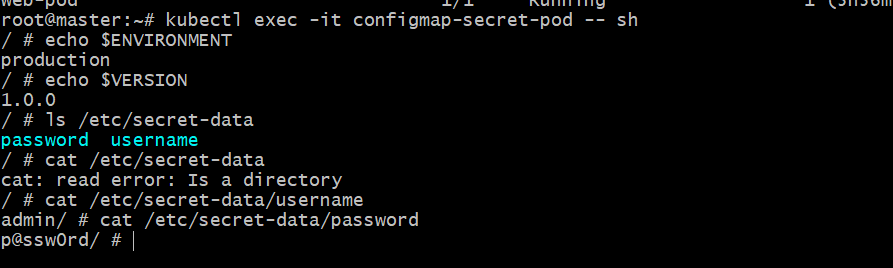 web-pod 1/1 Running 1 (3h56m
root@master:~# kubectl exec -it configmap-secret-pod -- sh
/ # echo $ENVIRONMENT
production
/ # echo $VERSION
1.0.0
/ # ls /etc/secret-data
password  username
/ # cat /etc/secret-data
cat: read error: Is a directory
/ # cat /etc/secret-data/username
admin/ # cat /etc/secret-data/password
p@ssw0rd/ #